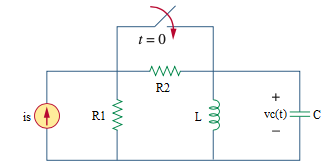 t = 0
R2
is
R1
L
+
vc(t)
−
C